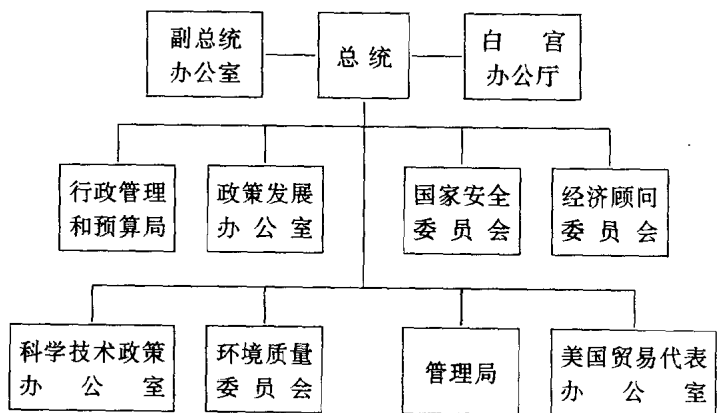 副总统
办公室
总统
白宫
办公厅
行政管理
和预算局
政策发展
办公室
国家安全
委员会
经济顾问
委员会
科学技术政策
办公室
环境质量
委员会
管理局
美国贸易代表
办公室